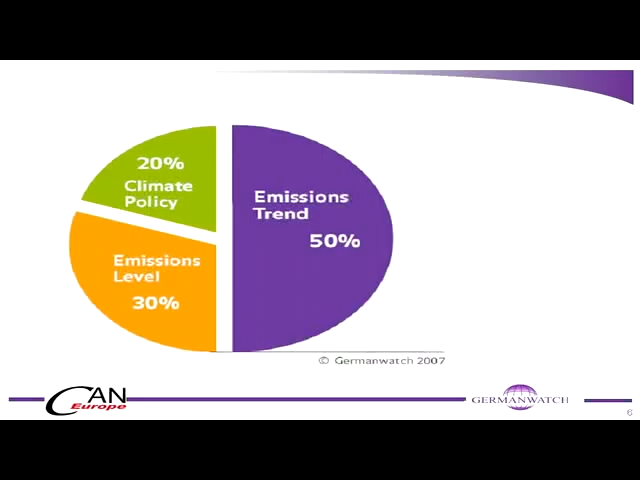 20%
Climate
Policy
Emissions
Trend
50%
Emissions
Level
30%
© Germanwatch 2007
CAN
Europe
GERMANWATCH
6